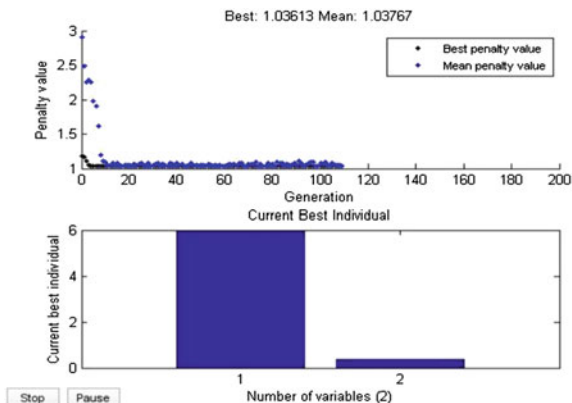 Best: 1.03613 Mean: 1.03767
3
2.5
2
1.5
1
Penalty value
Best penalty value
Mean penalty value
0 20 40 60 80 100 120 140 160 180 200
Generation
Current Best Individual
6
4
2
0
Current best individual
1 2
Number of variables (2)
Stop Pause